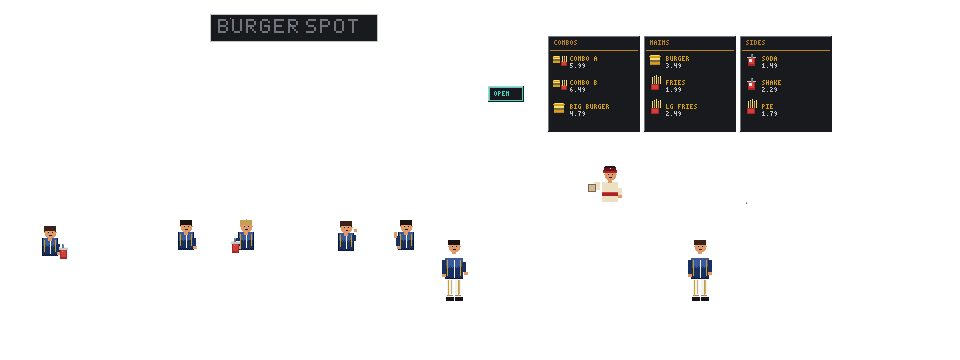 BURGER SPOT
OPEN
COMBOS
COMBO A
5.99
COMBO B
6.49
BIG BURGER
4.79
MAINS
BURGER
3.49
FRIES
1.99
LG FRIES
2.49
SIDES
SODA
1.49
SHAKE
2.29
PIE
1.79